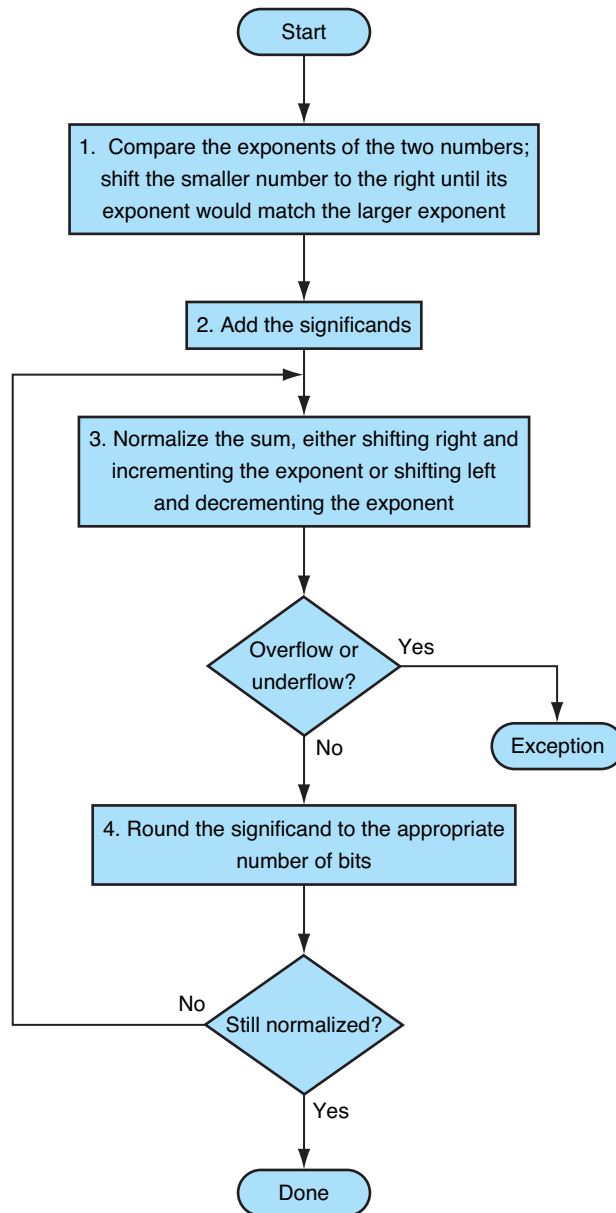 Start
1. Compare the exponents of the two numbers;
shift the smaller number to the right until its
exponent would match the larger exponent
2. Add the significands
3. Normalize the sum, either shifting right and
incrementing the exponent or shifting left
and decrementing the exponent
Overflow or
underflow?
Yes
No
Exception
4. Round the significand to the appropriate
number of bits
Still normalized?
No
Yes
Done